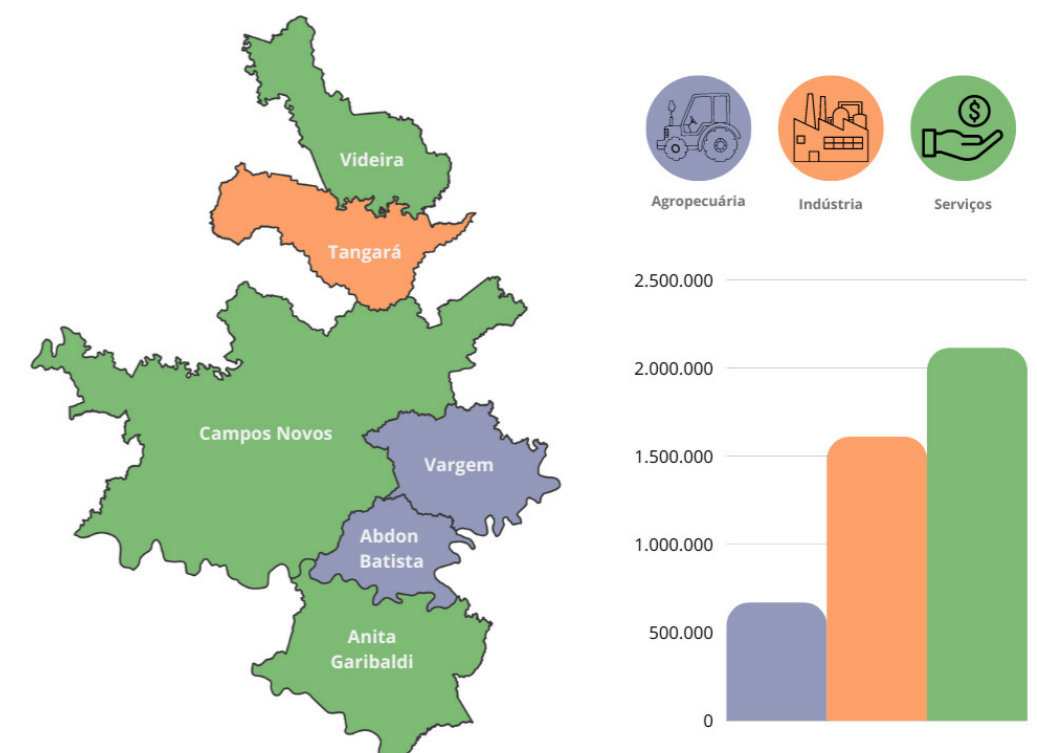 Videira
Tangará
Campos Novos
Vargem
Abdon
Batista
Anita
Garibaldi
Agropecuária
Indústria
$
Serviços
2.500.000
2.000.000
1.500.000
1.000.000
500.000
0